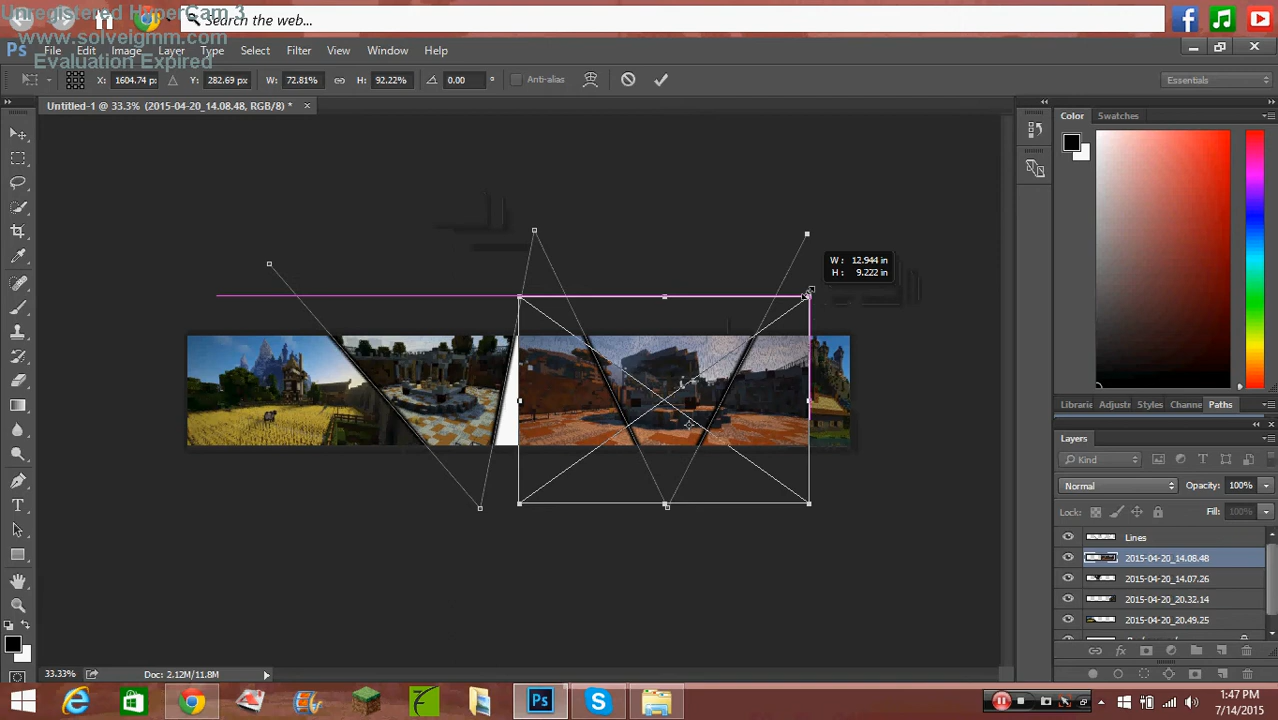 Unregistered HyperCam 3
Search the web...
www.solveigmm.com
Ps File Edit Image Layer Type Select Filter View Window Help
Evaluation Expired
X: 1604.74 px Y: 282.69 px W: 72.81% H: 92.22% 0.00 ° Anti-alias Essentials
Untitled-1 @ 33.3% (2015-04-20_14.08.48, RGB/8) * ×
Color Swatches
W: 12.944 in
H: 9.222 in
Librarie Adjustr Styles Channe Paths
Layers
Kind
Normal Opacity: 100%
Lock: Fill: 100%
Lines
2015-04-20_14.08.48
2015-04-20_14.07.26
2015-04-20_20.32.14
2015-04-20_20.49.25
33.33% Doc: 2.12M/11.8M
1:47 PM
7/14/2015